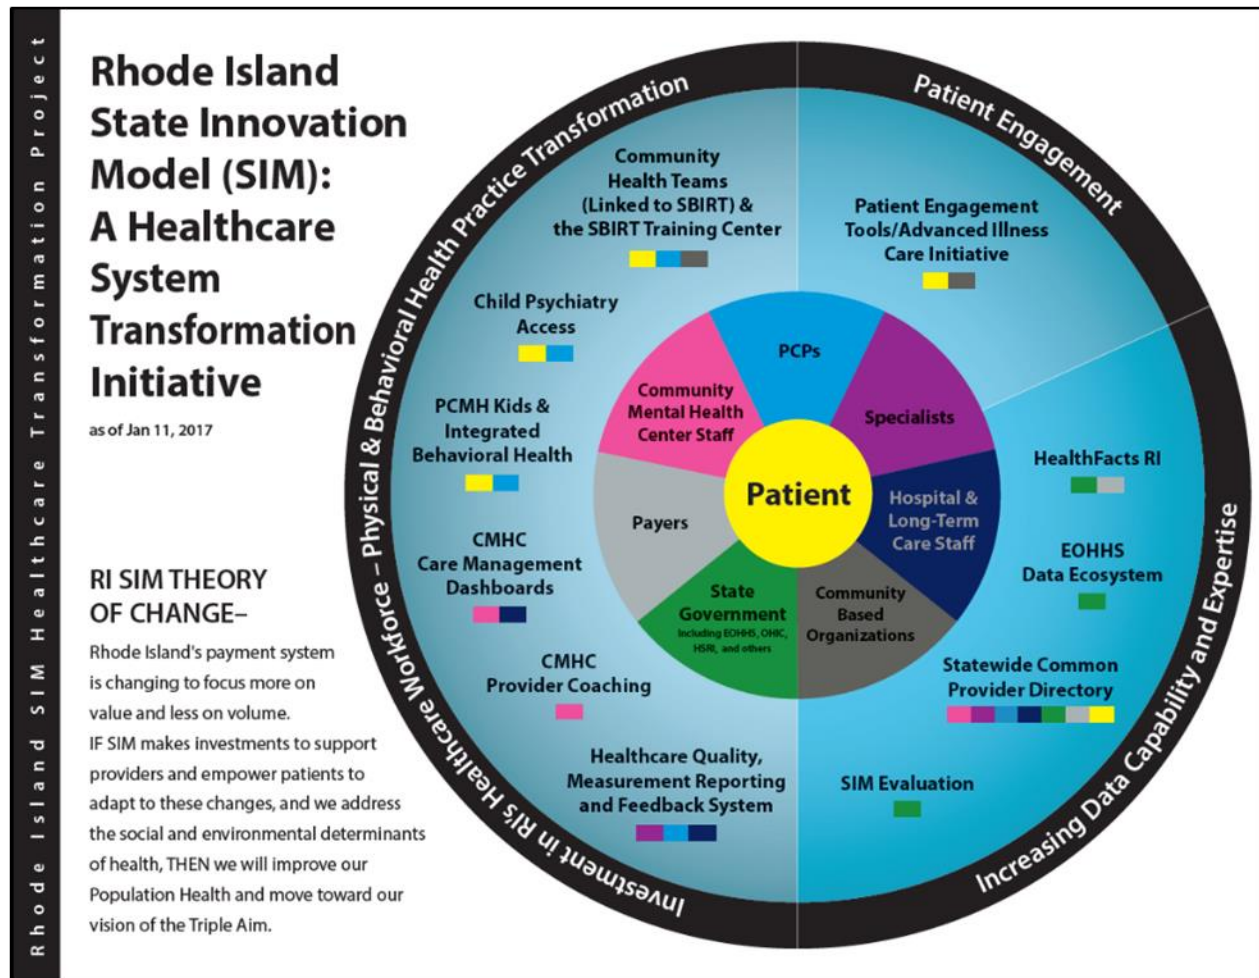 Rhode Island SIM Healthcare Transformation Project
Rhode Island
State Innovation
Model (SIM):
A Healthcare
System
Transformation
Initiative
as of Jan 11, 2017
RI SIM THEORY
OF CHANGE–
Rhode Island's payment system
is changing to focus more on
value and less on volume.
IF SIM makes investments to support
providers and empower patients to
adapt to these changes, and we address
the social and environmental determinants
of health, THEN we will improve our
Population Health and move toward our
vision of the Triple Aim.
Investment in RI's Healthcare Workforce – Physical & Behavioral Health Practice Transformation
Community
Health Teams
(Linked to SBIRT) &
the SBIRT Training Center
Child Psychiatry
Access
PCMH Kids &
Integrated
Behavioral Health
CMHC
Care Management
Dashboards
CMHC
Provider Coaching
Healthcare Quality,
Measurement Reporting
and Feedback System
Patient Engagement
Patient Engagement
Tools/Advanced Illness
Care Initiative
Increasing Data Capability and Expertise
HealthFacts RI
EOHHS
Data Ecosystem
Statewide Common
Provider Directory
SIM Evaluation
PCPs
Specialists
Hospital &
Long-Term
Care Staff
Community
Based
Organizations
State
Government
Including EOHHS, OHIC,
HSRI, and others
Payers
Community
Mental Health
Center Staff
Patient